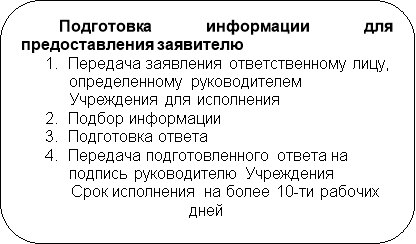 Подготовка информации для
предоставления заявителю
1. Передача заявления ответственному лицу,
определенному руководителем
Учреждения для исполнения
2. Подбор информации
3. Подготовка ответа
4. Передача подготовленного ответа на
подпись руководителю Учреждения
Срок исполнения на более 10-ти рабочих
дней